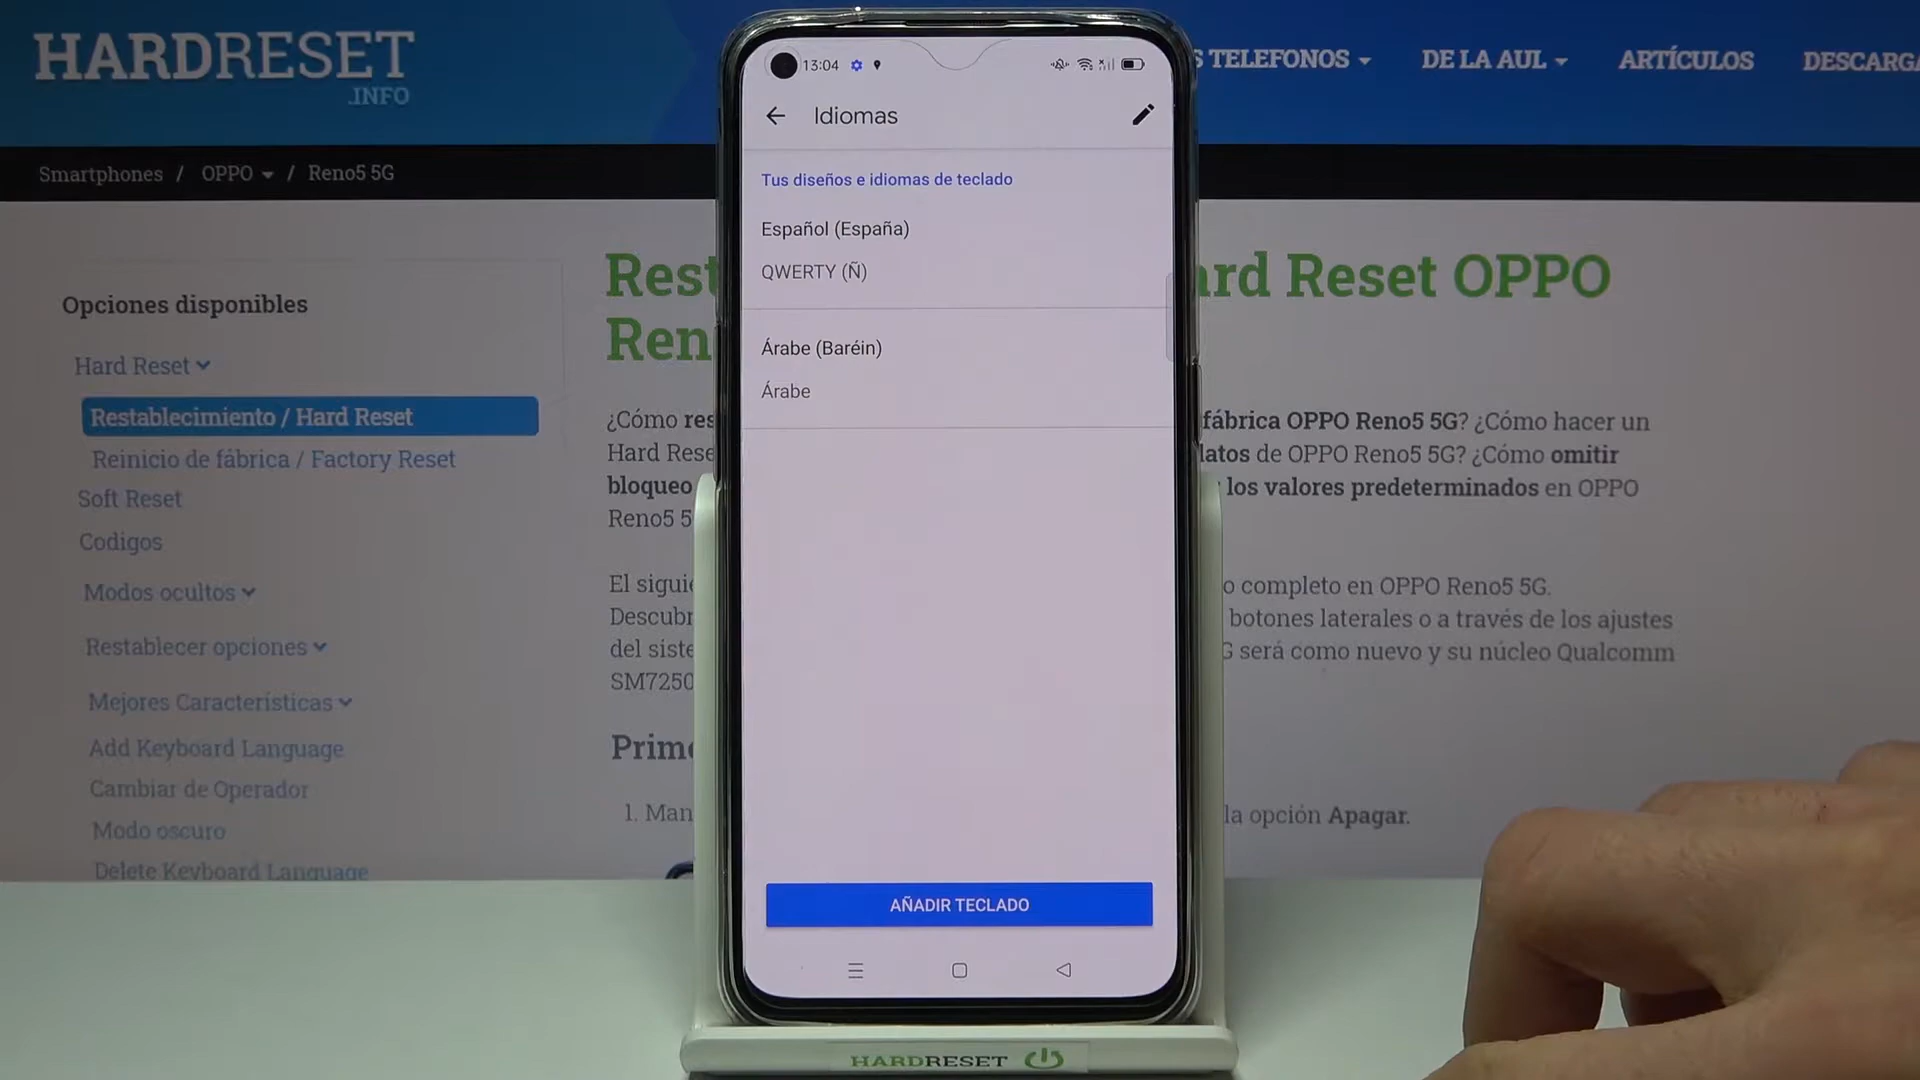 HARDRESET
.INFO
S TELEFONOS
DE LA AUL
ARTÍCULOS
DESCARGA
Smartphones / OPPO / Reno5 5G
Opciones disponibles
Hard Reset
Restablecimiento / Hard Reset
Reinicio de fábrica / Factory Reset
Soft Reset
Codigos
Modos ocultos
Restablecer opciones
Mejores Características
Add Keyboard Language
Cambiar de Operador
Modo oscuro
Delete Keyboard Language
Rest
rd Reset OPPO
Ren
¿Cómo res
fábrica OPPO Reno5 5G? ¿Cómo hacer un
Hard Rese
latos de OPPO Reno5 5G? ¿Cómo omitir
bloqueo
los valores predeterminados en OPPO
Reno5 5
El siguie
o completo en OPPO Reno5 5G.
Descubr
botones laterales o a través de los ajustes
del siste
G será como nuevo y su núcleo Qualcomm
SM7250
Prime
1. Man
la opción Apagar.
13:04
Idiomas
Tus diseños e idiomas de teclado
Español (España)
QWERTY (Ñ)
Árabe (Baréin)
Árabe
AÑADIR TECLADO
HARDRESET